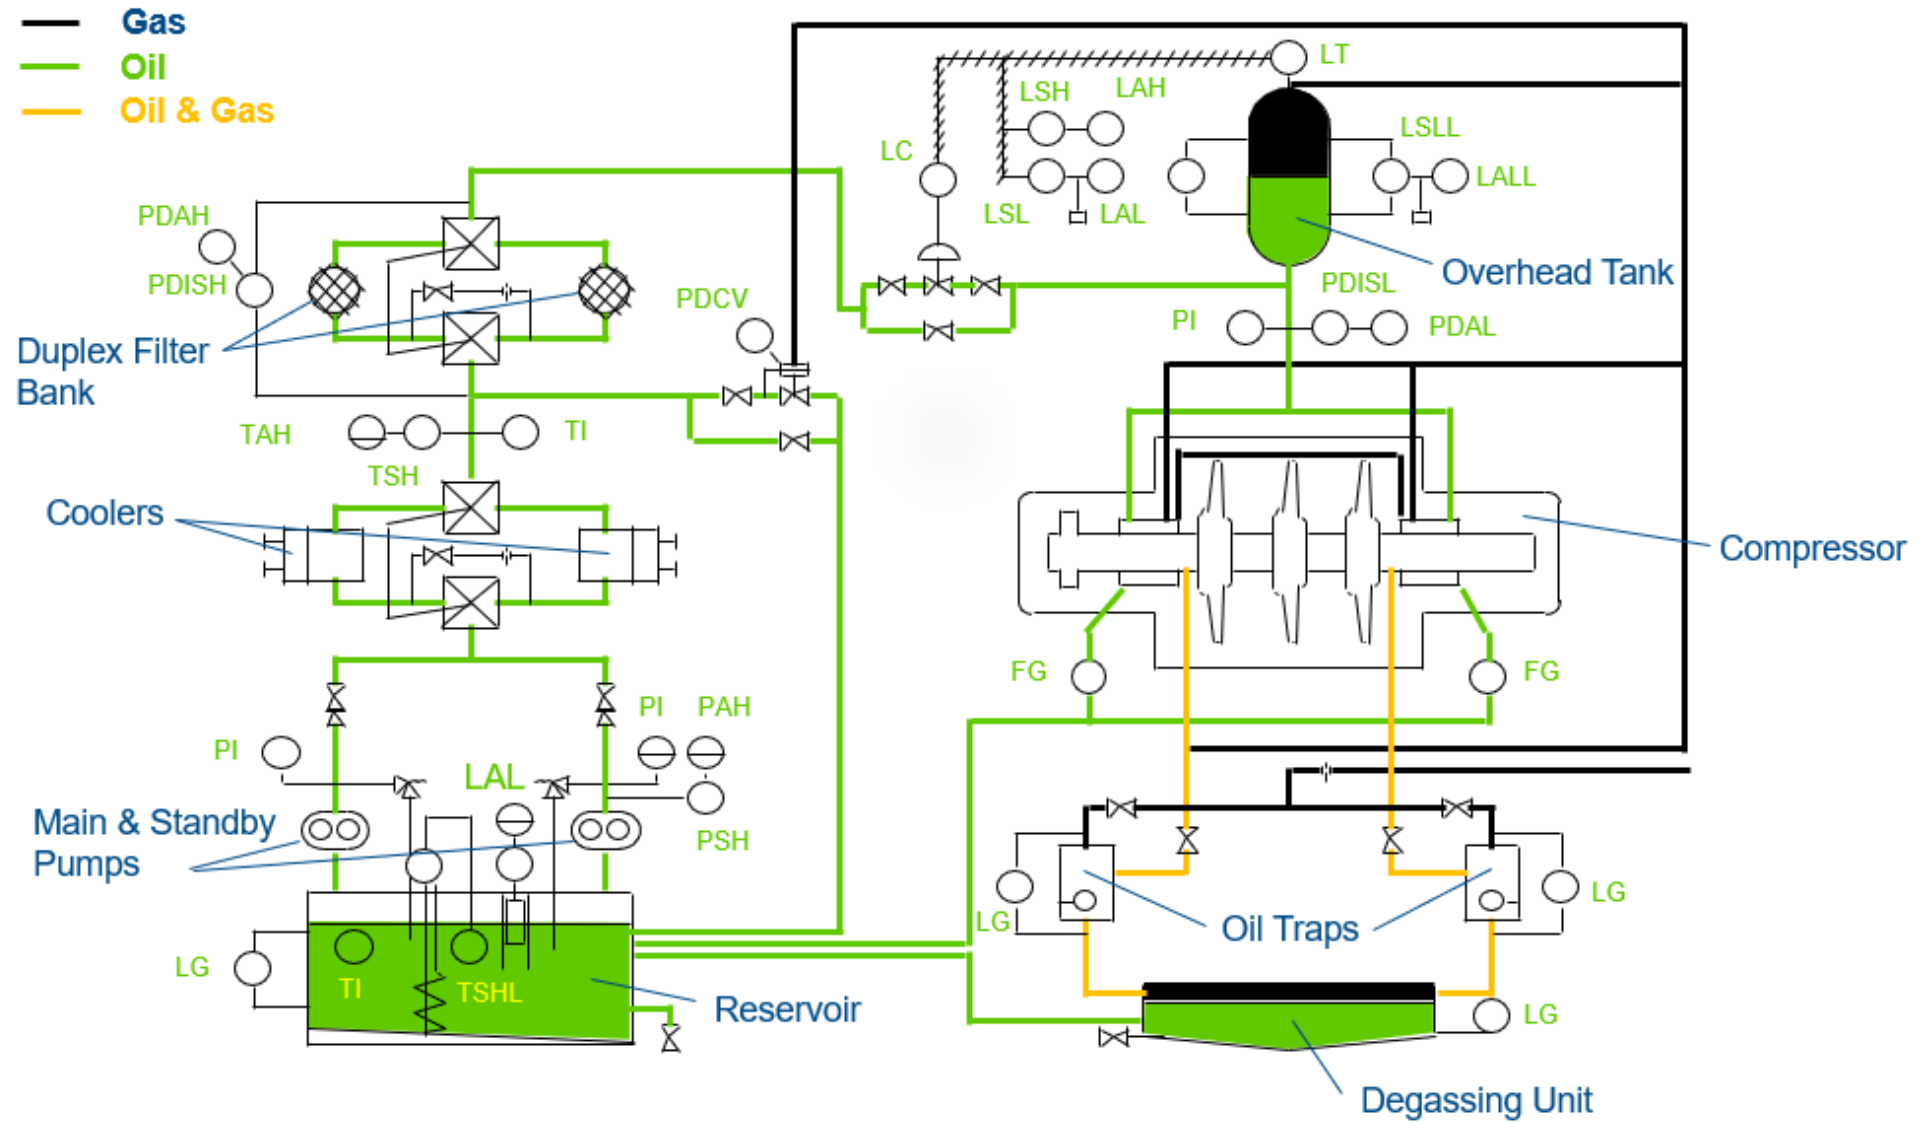 Gas
Oil
Oil & Gas
LT
LSH
LAH
LC
LSLL
LALL
LSL
LAL
PDAH
PDISH
Overhead Tank
PDISL
PDCV
PI
PDAL
Duplex Filter
Bank
TAH
TI
TSH
Coolers
Compressor
FG
FG
PI
PAH
PI
LAL
Main & Standby
Pumps
PSH
LG
LG
Oil Traps
LG
TI
TSHL
Reservoir
LG
Degassing Unit